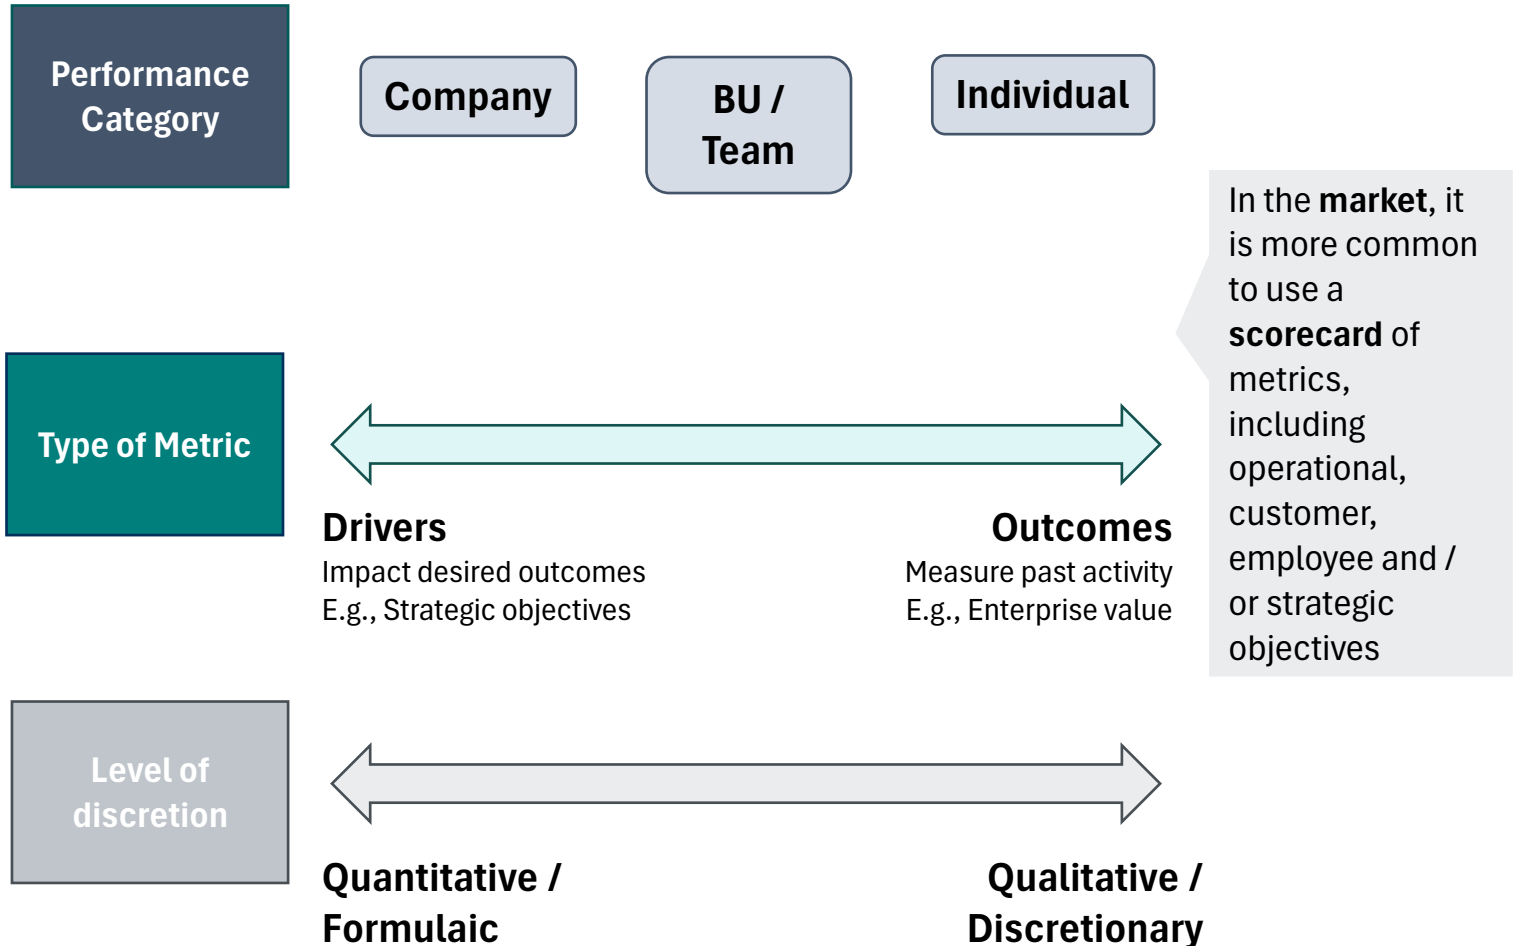 Performance
Category
Company
BU /
Team
Individual
In the market, it
is more common
to use a
scorecard of
metrics,
including
operational,
customer,
employee and /
or strategic
objectives
Type of Metric
Drivers
Impact desired outcomes
E.g., Strategic objectives
Outcomes
Measure past activity
E.g., Enterprise value
Level of
discretion
Quantitative /
Formulaic
Qualitative /
Discretionary